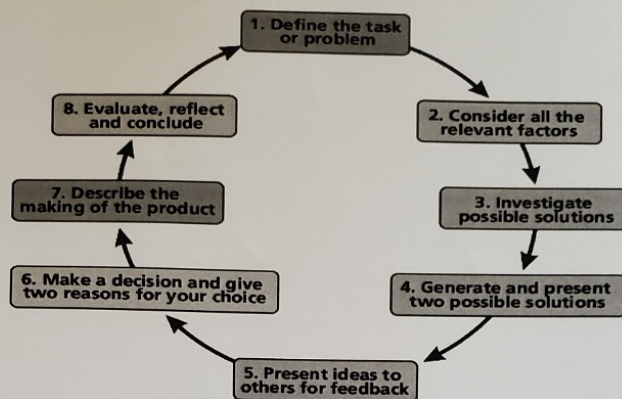 1. Define the task
or problem
2. Consider all the
relevant factors
3. Investigate
possible solutions
4. Generate and present
two possible solutions
5. Present ideas to
others for feedback
6. Make a decision and give
two reasons for your choice
7. Describe the
making of the product
8. Evaluate, reflect
and conclude